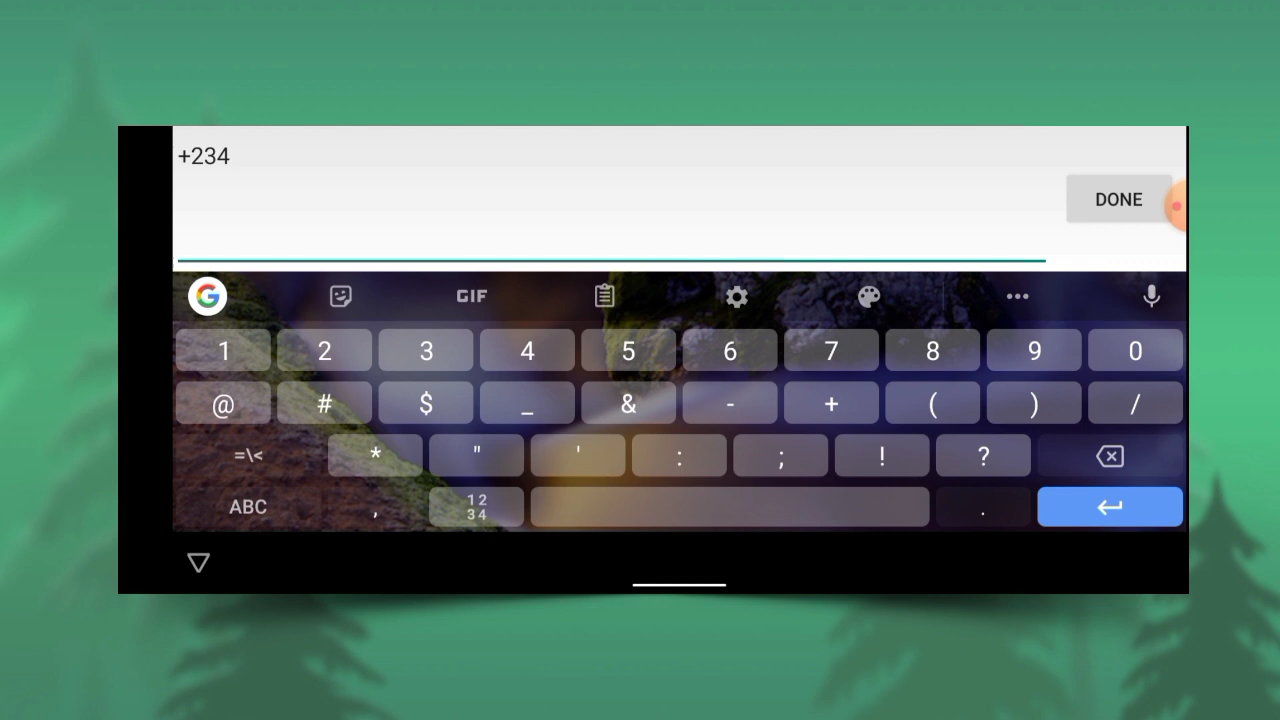 +234
DONE
GIF
1 2 3 4 5 6 7 8 9 0
@ # $ _ & - + ( ) /
=\< * " ' : ; ! ?
ABC , 12 34 .